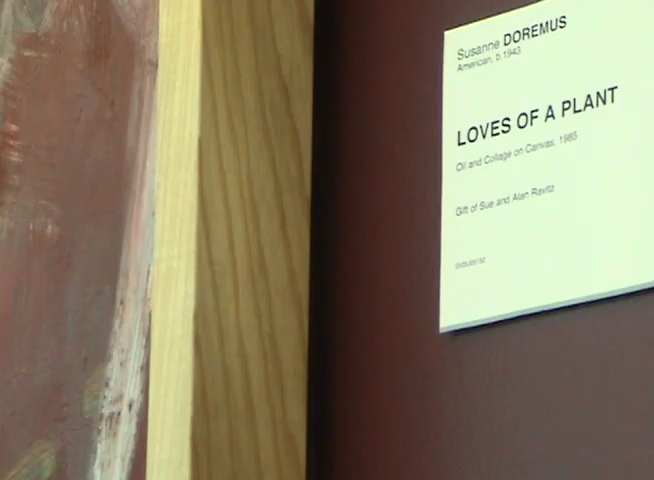 Susanne DOREMUS
American, b.1943
LOVES OF A PLANT
Oil and Collage on Canvas, 1985
Gift of Sue and Alan Ravitz